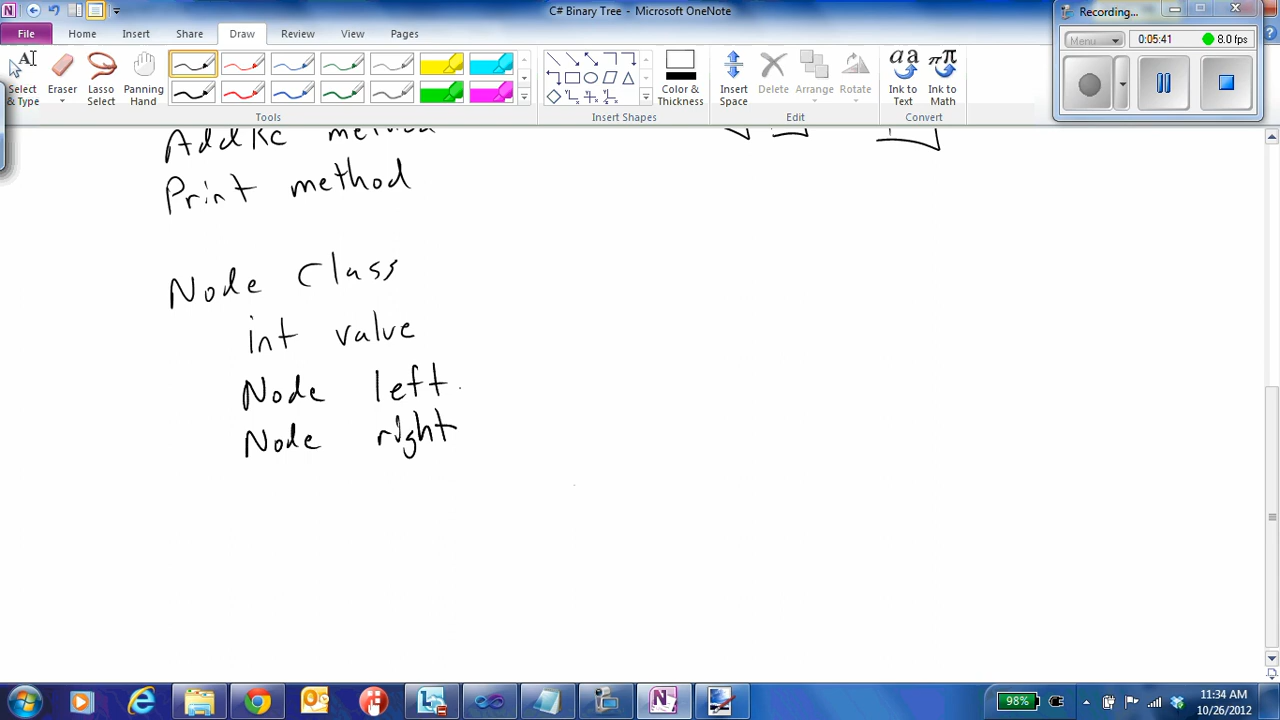 C# Binary Tree - Microsoft OneNote
Recording...
File Home Insert Share Draw Review View Pages
Menu 0:05:41 8.0 fps
Select & Type
Eraser
Lasso Select
Panning Hand
Color & Thickness
Insert Space
Delete
Arrange
Rotate
Ink to Text
Ink to Math
Tools Insert Shapes Edit Convert
method
Print method
Node Class
int value
Node left
Node right
98%
11:34 AM
10/26/2012